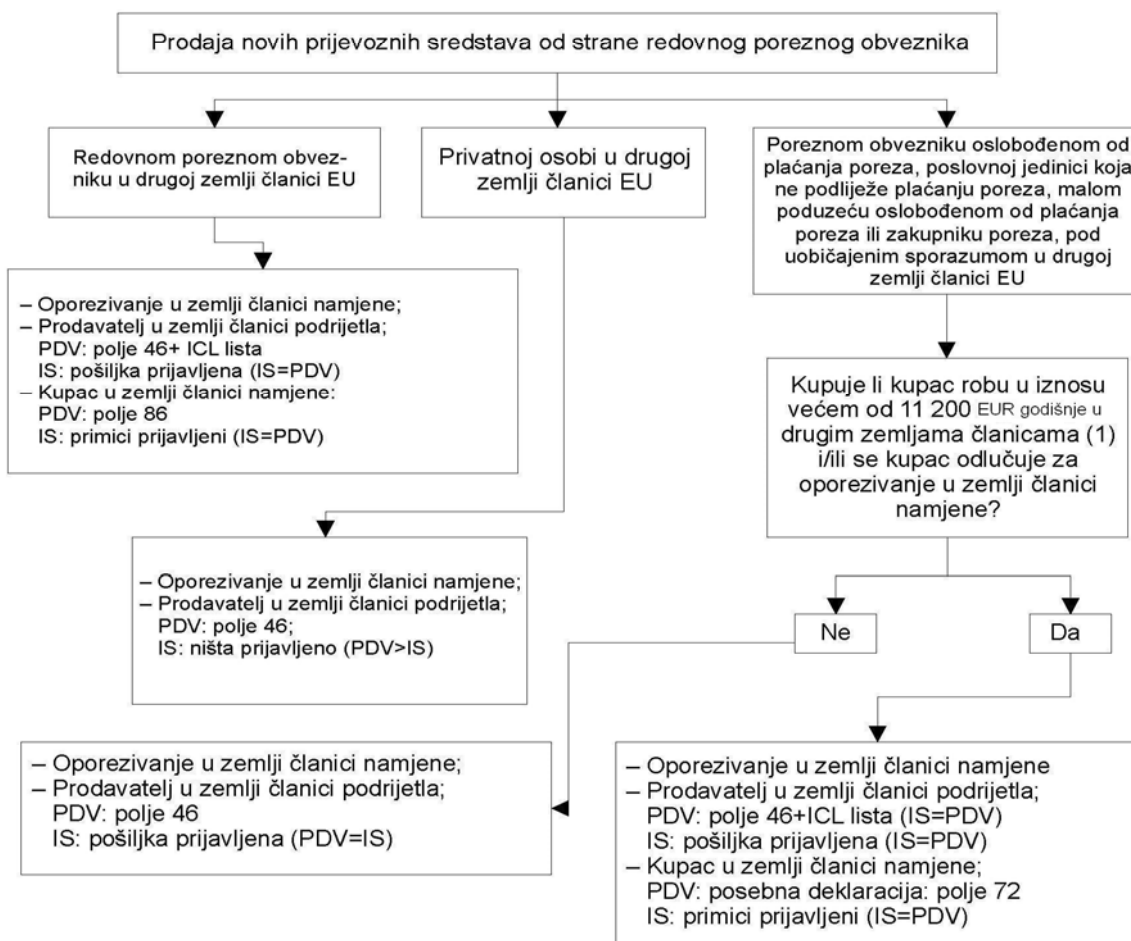 Prodaja novih prijevoznih sredstava od strane redovnog poreznog obveznika
Redovnom poreznom obvez-
niku u drugoj zemlji članici EU
Privatnoj osobi u drugoj
zemlji članici EU
Poreznom obvezniku oslobođenom od
plaćanja poreza, poslovnoj jedinici koja
ne podliježe plaćanju poreza, malom
poduzeću oslobođenom od plaćanja
poreza ili zakupniku poreza, pod
uobičajenim sporazumom u drugoj
zemlji članici EU
– Oporezivanje u zemlji članici namjene;
– Prodavatelj u zemlji članici podrijetla;
PDV: polje 46+ ICL lista
IS: pošiljka prijavljena (IS=PDV)
– Kupac u zemlji članici namjene:
PDV: polje 86
IS: primici prijavljeni (IS=PDV)
Kupuje li kupac robu u iznosu
većem od 11 200 EUR godišnje u
drugim zemljama članicama (1)
i/ili se kupac odlučuje za
oporezivanje u zemlji članici
namjene?
– Oporezivanje u zemlji članici namjene;
– Prodavatelj u zemlji članici podrijetla;
PDV: polje 46;
IS: ništa prijavljeno (PDV>IS)
Ne
Da
– Oporezivanje u zemlji članici namjene;
– Prodavatelj u zemlji članici podrijetla;
PDV: polje 46
IS: pošiljka prijavljena (PDV=IS)
– Oporezivanje u zemlji članici namjene
– Prodavatelj u zemlji članici podrijetla;
PDV: polje 46+ICL lista (IS=PDV)
IS: pošiljka prijavljena (IS=PDV)
– Kupac u zemlji članici namjene;
PDV: posebna deklaracija: polje 72
IS: primici prijavljeni (IS=PDV)